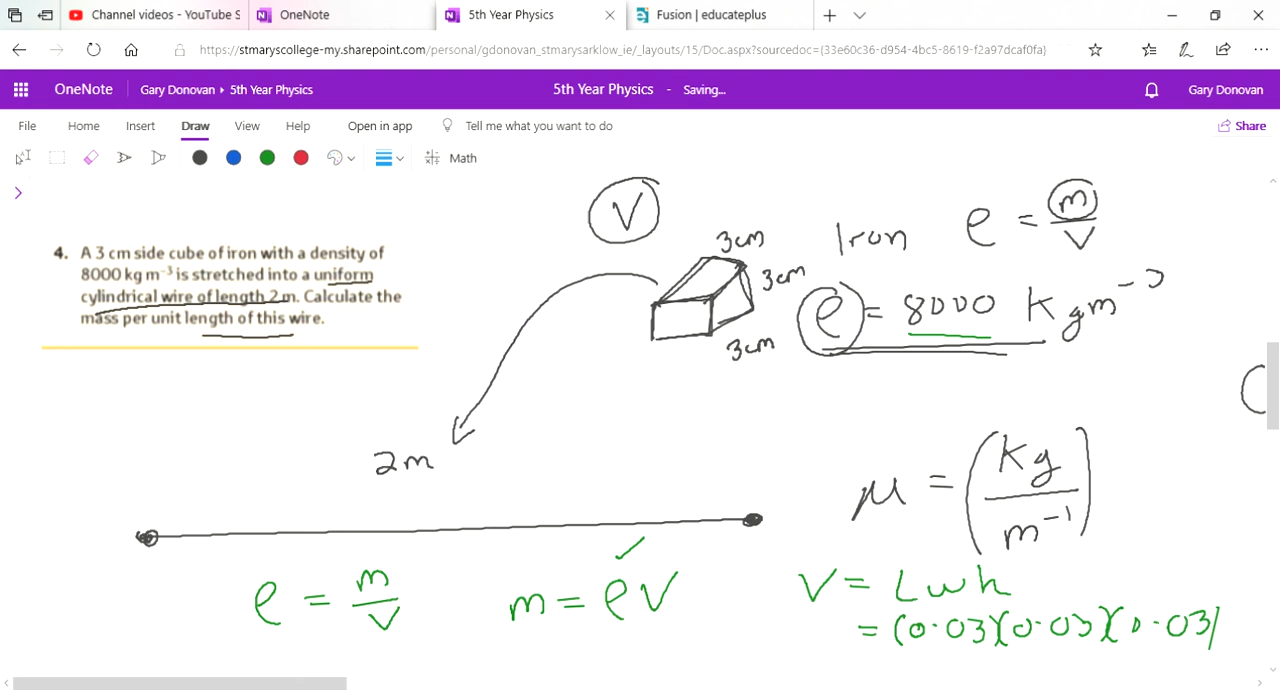 Channel videos - YouTube S
OneNote
5th Year Physics
Fusion | educateplus
https://stmaryscollege-my.sharepoint.com/personal/gdonovan_stmarysarklow_ie/_layouts/15/Doc.aspx?sourcedoc={33e60c36-d954-4bc5-8619-f2a97dcaf0fa}
OneNote
Gary Donovan › 5th Year Physics
5th Year Physics - Saving...
Gary Donovan
File Home Insert Draw View Help Open in app Tell me what you want to do
Share
Math
4. A 3 cm side cube of iron with a density of
8000 kg m⁻³ is stretched into a uniform
cylindrical wire of length 2 m. Calculate the
mass per unit length of this wire.
V
3cm
3cm
3cm
Iron ρ = m/V
ρ = 8000 Kgm⁻³
2m
μ = (Kg/m⁻¹)
ρ = m/V m = ρV
V = Lwh
= (0.03)(0.03)(0.03)